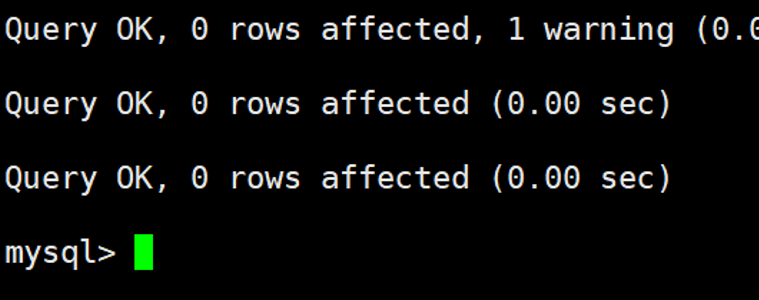 Query OK, 0 rows affected, 1 warning (0.0
Query OK, 0 rows affected (0.00 sec)
Query OK, 0 rows affected (0.00 sec)
mysql>